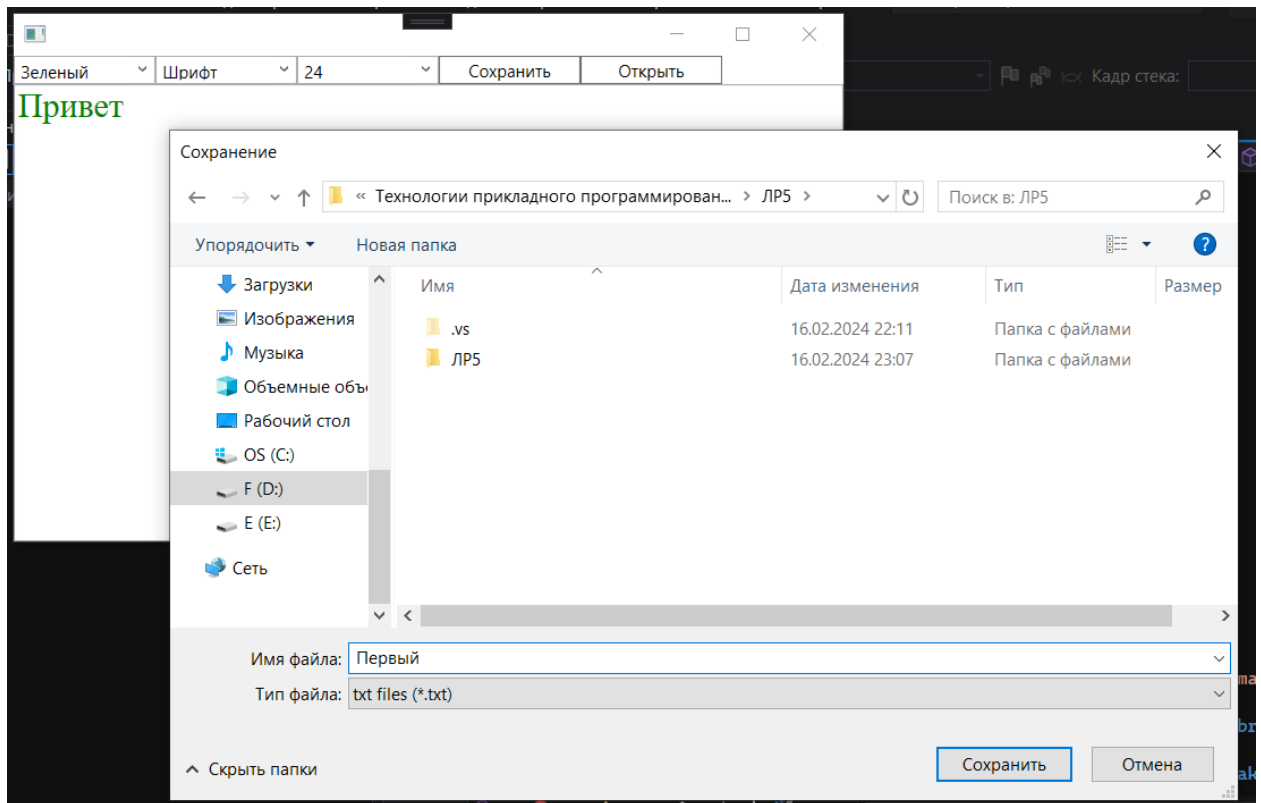 Зеленый Шрифт 24 Сохранить Открыть
Кадр стека:
Привет
Сохранение
« Технологии прикладного программирован... > ЛР5 >
Поиск в: ЛР5
Упорядочить Новая папка
Имя Дата изменения Тип Размер
Загрузки
Изображения
Музыка
Объемные объ
Рабочий стол
OS (C:)
F (D:)
E (E:)
Сеть
.vs 16.02.2024 22:11 Папка с файлами
ЛР5 16.02.2024 23:07 Папка с файлами
Имя файла: Первый
Тип файла: txt files (*.txt)
Скрыть папки Сохранить Отмена